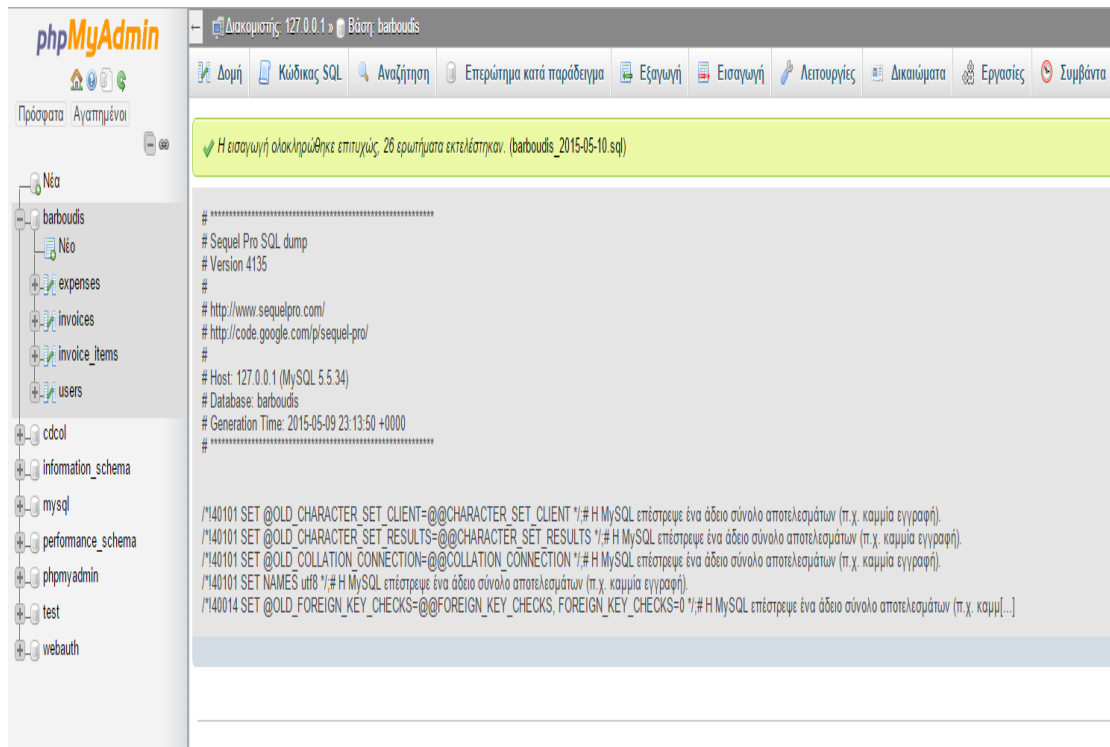 phpMyAdmin
Πρόσφατα Αγαπημένοι
Νέα
barboudis
Νέο
expenses
invoices
invoice_items
users
cdcol
information_schema
mysql
performance_schema
phpmyadmin
test
webauth
Διακομιστής: 127.0.0.1 » Βάση: barboudis
Δομή Κώδικας SQL Αναζήτηση Επερώτημα κατά παράδειγμα Εξαγωγή Εισαγωγή Λειτουργίες Δικαιώματα Εργασίες Συμβάντα
Η εισαγωγή ολοκληρώθηκε επιτυχώς, 26 ερωτήματα εκτελέστηκαν. (barboudis_2015-05-10.sql)
# ************************************************************
# Sequel Pro SQL dump
# Version 4135
#
# http://www.sequelpro.com/
# http://code.google.com/p/sequel-pro/
#
# Host: 127.0.0.1 (MySQL 5.5.34)
# Database: barboudis
# Generation Time: 2015-05-09 23:13:50 +0000
# ************************************************************
/*!40101 SET @OLD_CHARACTER_SET_CLIENT=@@CHARACTER_SET_CLIENT */;# Η MySQL επέστρεψε ένα άδειο σύνολο αποτελεσμάτων (π.χ. καμμία εγγραφή).
/*!40101 SET @OLD_CHARACTER_SET_RESULTS=@@CHARACTER_SET_RESULTS */;# Η MySQL επέστρεψε ένα άδειο σύνολο αποτελεσμάτων (π.χ. καμμία εγγραφή).
/*!40101 SET @OLD_COLLATION_CONNECTION=@@COLLATION_CONNECTION */;# Η MySQL επέστρεψε ένα άδειο σύνολο αποτελεσμάτων (π.χ. καμμία εγγραφή).
/*!40101 SET NAMES utf8 */;# Η MySQL επέστρεψε ένα άδειο σύνολο αποτελεσμάτων (π.χ. καμμία εγγραφή).
/*!40014 SET @OLD_FOREIGN_KEY_CHECKS=@@FOREIGN_KEY_CHECKS, FOREIGN_KEY_CHECKS=0 */;# Η MySQL επέστρεψε ένα άδειο σύνολο αποτελεσμάτων (π.χ. καμμ[...]